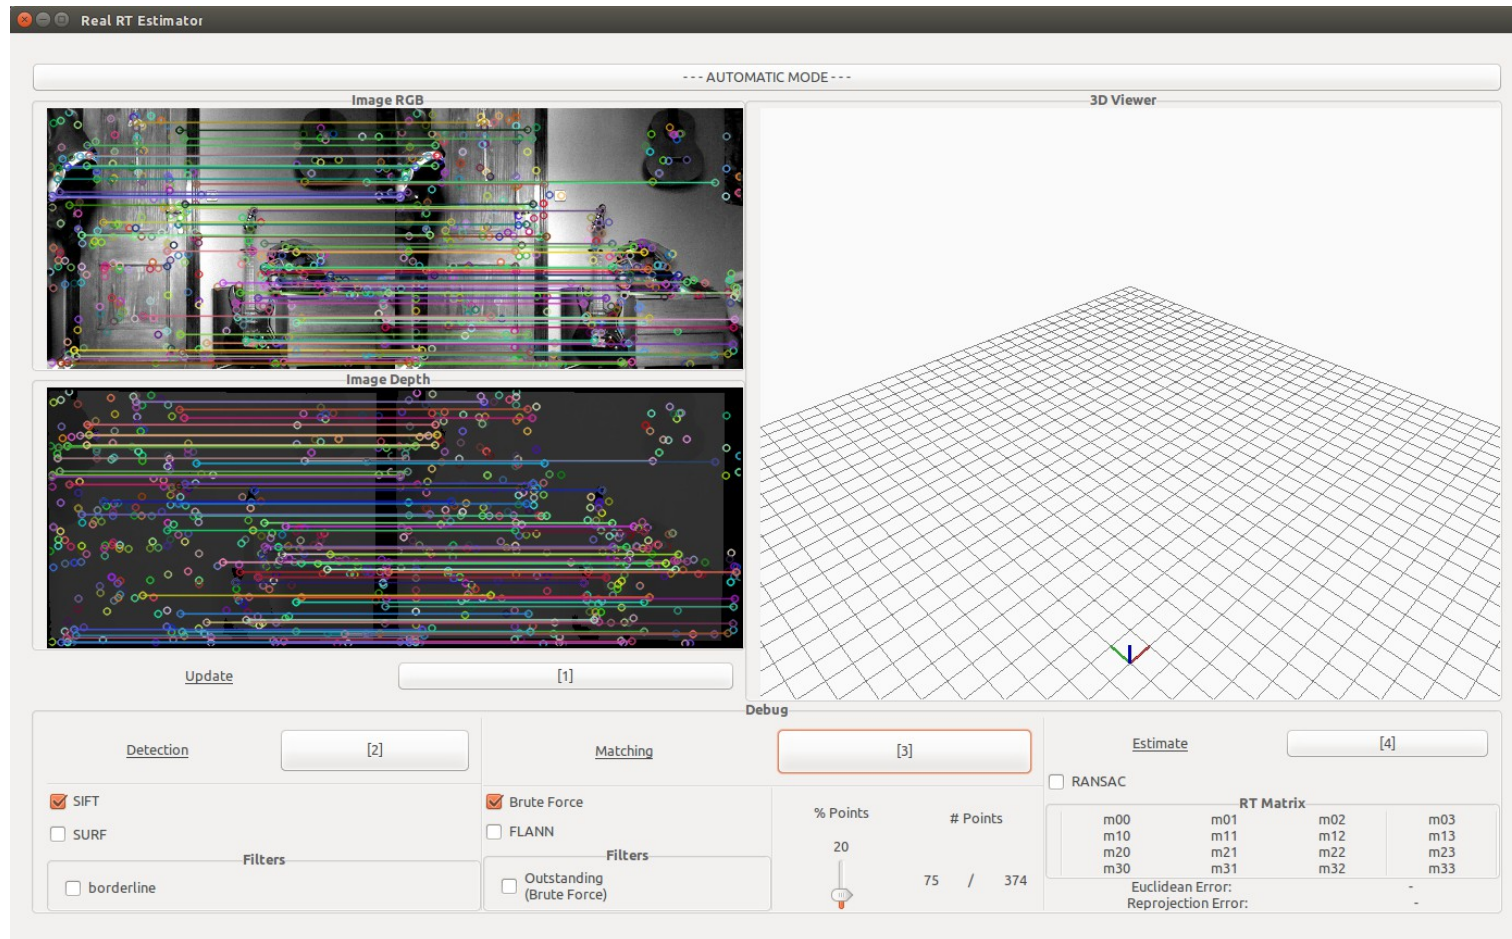 Real RT Estimator
- - - AUTOMATIC MODE - - -
Image RGB
3D Viewer
Image Depth
Update
[1]
Debug
Detection
[2]
SIFT
SURF
Filters
borderline
Matching
[3]
Brute Force
FLANN
Filters
Outstanding
(Brute Force)
% Points
# Points
20
75 / 374
Estimate
[4]
RANSAC
RT Matrix
m00 m01 m02 m03
m10 m11 m12 m13
m20 m21 m22 m23
m30 m31 m32 m33
Euclidean Error: -
Reprojection Error: -